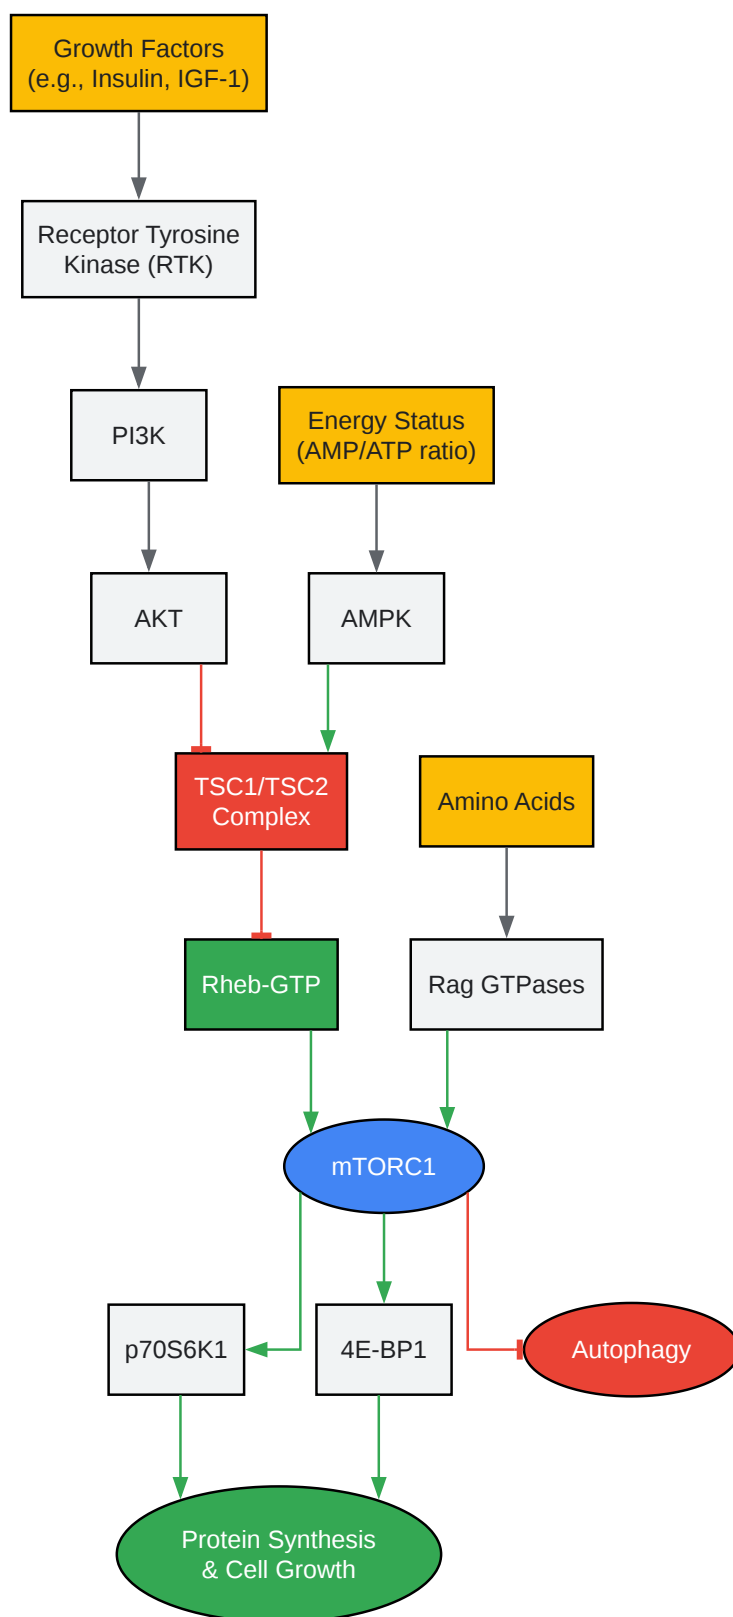 Growth Factors
(e.g., Insulin, IGF-1)
Receptor Tyrosine
Kinase (RTK)
PI3K
Energy Status
(AMP/ATP ratio)
AKT
AMPK
TSC1/TSC2
Complex
Amino Acids
Rheb-GTP
Rag GTPases
mTORC1
p70S6K1
4E-BP1
Autophagy
Protein Synthesis
& Cell Growth